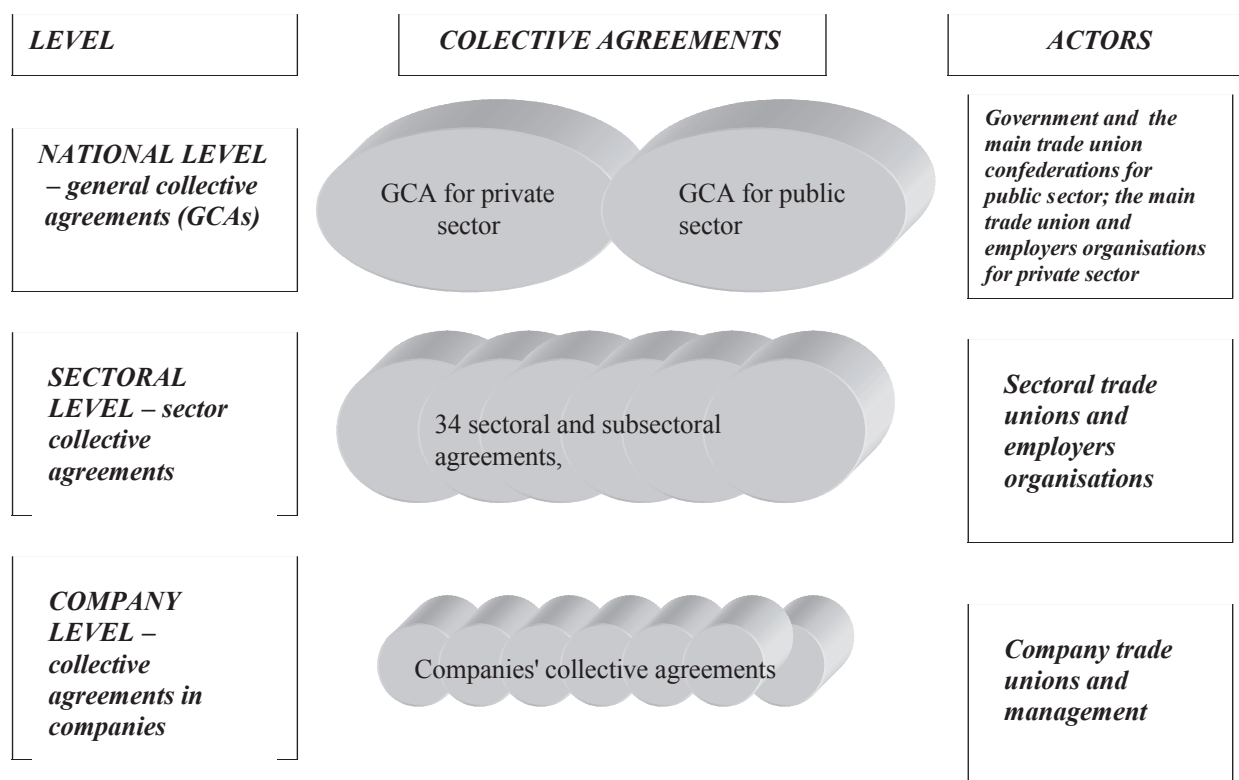 LEVEL
COLECTIVE AGREEMENTS
ACTORS
NATIONAL LEVEL
– general collective
agreements (GCAs)
GCA for private
sector
GCA for public
sector
Government and the
main trade union
confederations for
public sector; the main
trade union and
employers organisations
for private sector
SECTORAL
LEVEL – sector
collective
agreements
34 sectoral and subsectoral
agreements,
Sectoral trade
unions and
employers
organisations
COMPANY
LEVEL –
collective
agreements in
companies
Companies' collective agreements
Company trade
unions and
management